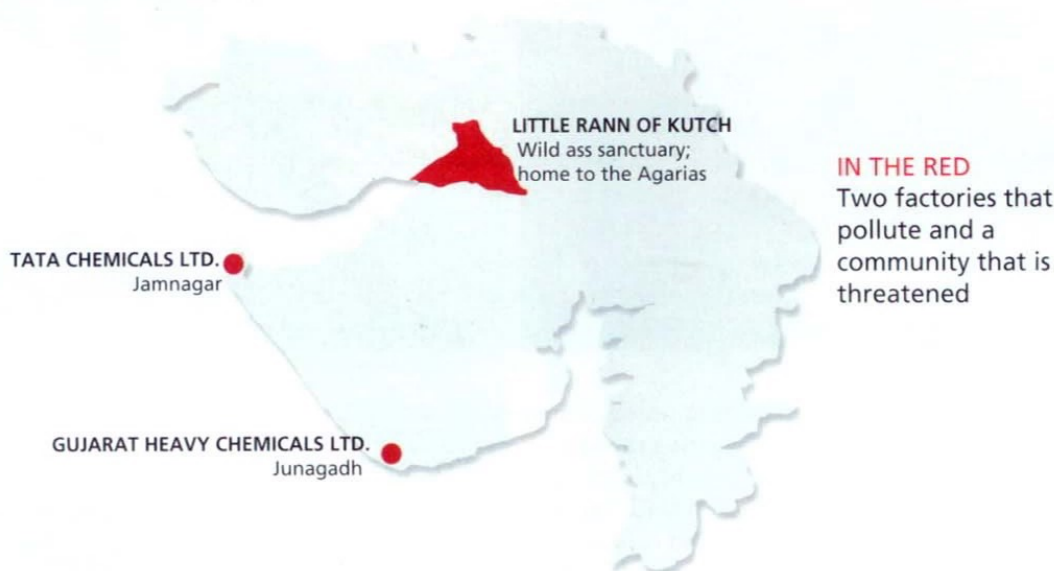 LITTLE RANN OF KUTCH
Wild ass sanctuary;
home to the Agarias
IN THE RED
Two factories that
pollute and a
community that is
threatened
TATA CHEMICALS LTD.
Jamnagar
GUJARAT HEAVY CHEMICALS LTD.
Junagadh